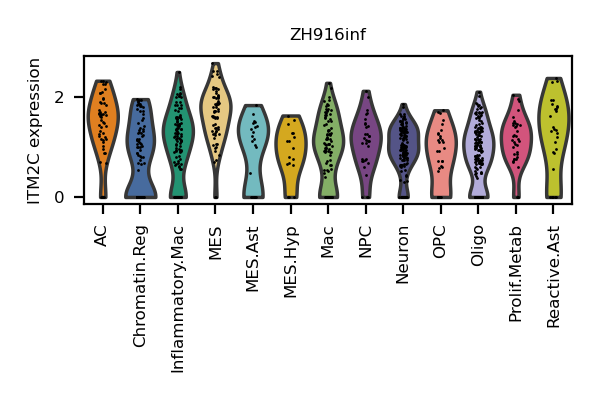 ZH916inf
ITM2C expression
2
0
AC
Chromatin.Reg
Inflammatory.Mac
MES
MES.Ast
MES.Hyp
Mac
NPC
Neuron
OPC
Oligo
Prolif.Metab
Reactive.Ast